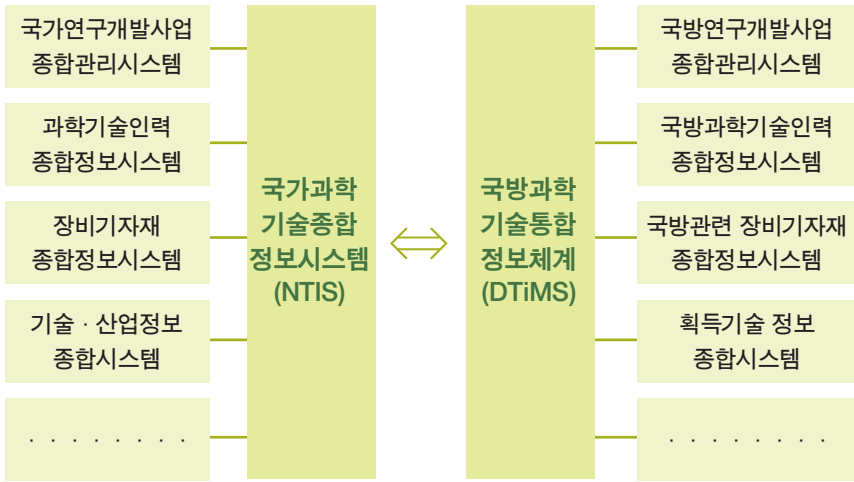 국가연구개발사업
종합관리시스템
과학기술인력
종합정보시스템
장비기자재
종합정보시스템
기술 · 산업정보
종합시스템
· · · · · · · ·
국가과학
기술종합
정보시스템
(NTIS)
국방과학
기술통합
정보체계
(DTiMS)
국방연구개발사업
종합관리시스템
국방과학기술인력
종합정보시스템
국방관련 장비기자재
종합정보시스템
획득기술 정보
종합시스템
· · · · · · · ·